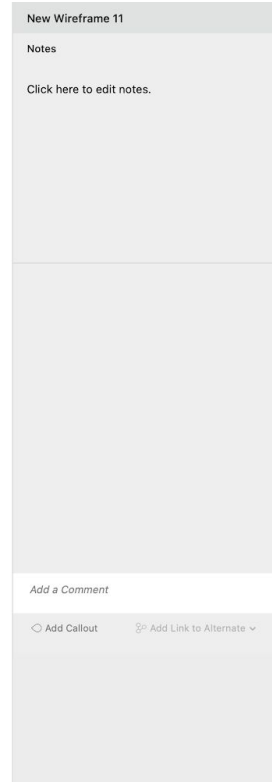 New Wireframe 11
Notes
Click here to edit notes.
Add a Comment
Add Callout
Add Link to Alternate